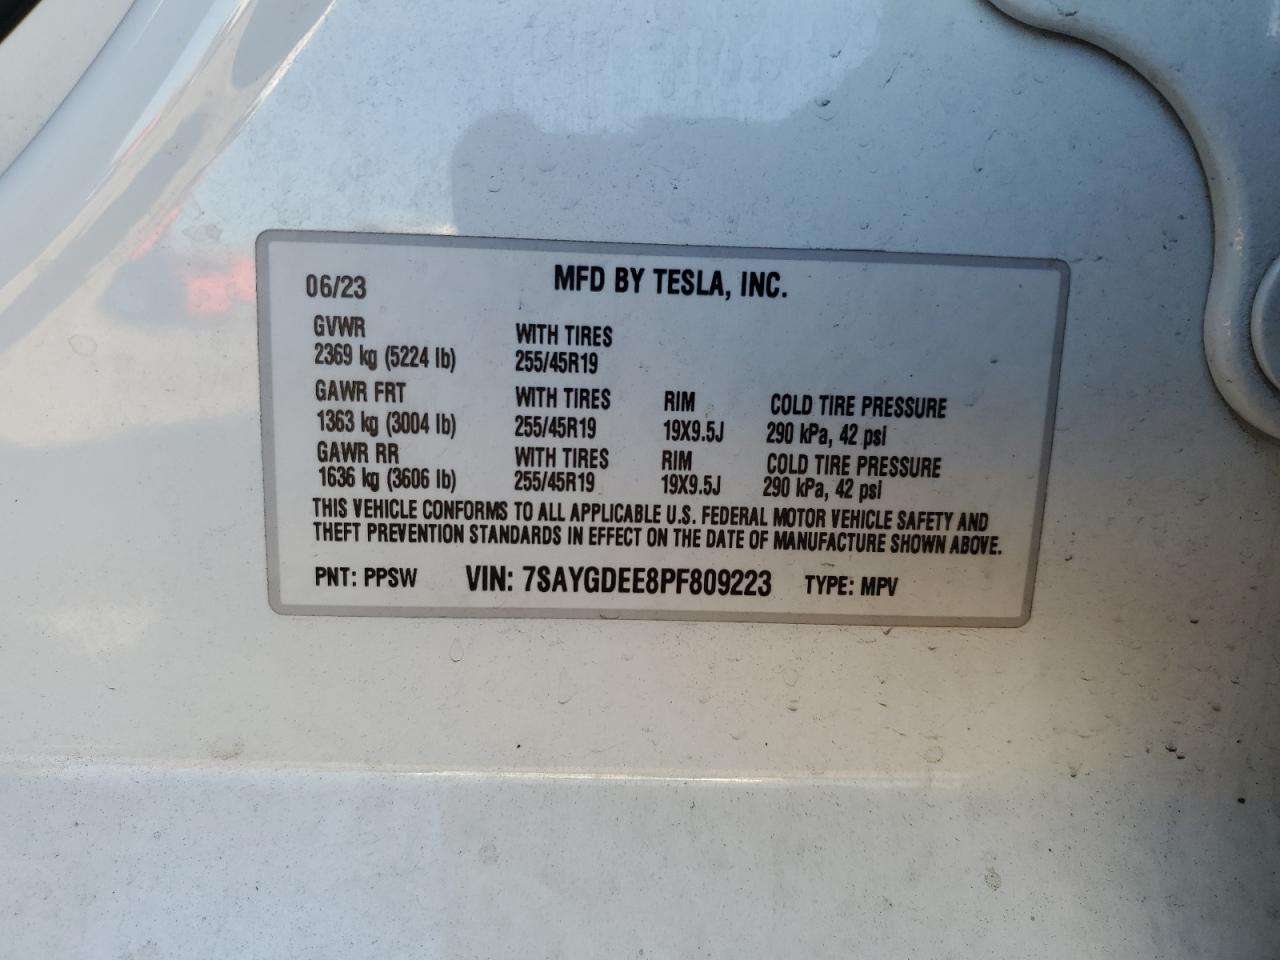 06/23 MFD BY TESLA, INC.
GVWR WITH TIRES
2369 kg (5224 lb) 255/45R19
GAWR FRT WITH TIRES RIM COLD TIRE PRESSURE
1363 kg (3004 lb) 255/45R19 19X9.5J 290 kPa, 42 psi
GAWR RR WITH TIRES RIM COLD TIRE PRESSURE
1636 kg (3606 lb) 255/45R19 19X9.5J 290 kPa, 42 psi
THIS VEHICLE CONFORMS TO ALL APPLICABLE U.S. FEDERAL MOTOR VEHICLE SAFETY AND
THEFT PREVENTION STANDARDS IN EFFECT ON THE DATE OF MANUFACTURE SHOWN ABOVE.
PNT: PPSW VIN: 7SAYGDEE8PF809223 TYPE: MPV